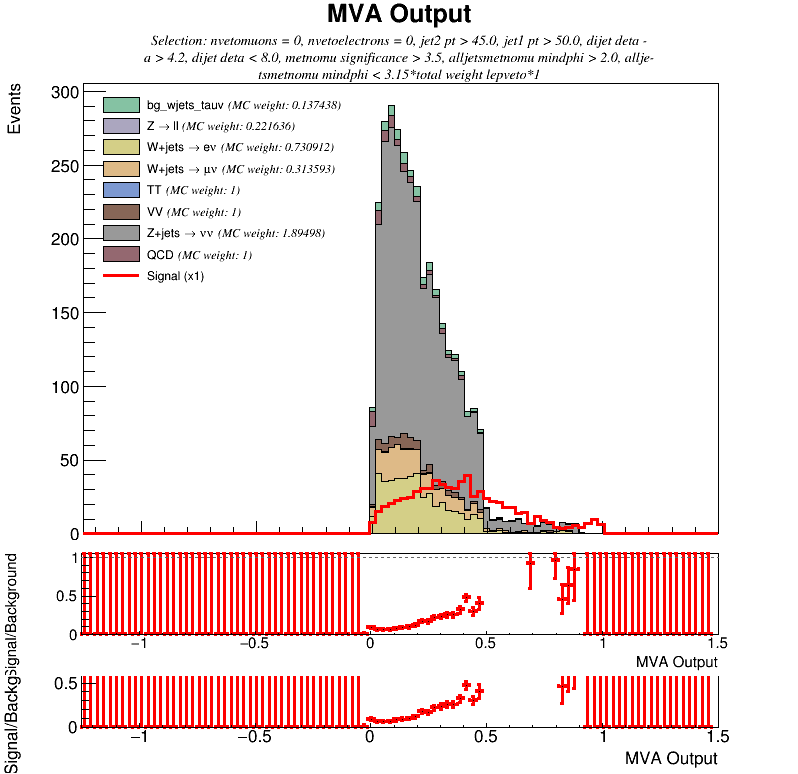 MVA Output
Selection: nvetomuons = 0, nvetoelectrons = 0, jet2 pt > 45.0, jet1 pt > 50.0, dijet deta -
a > 4.2, dijet deta < 8.0, metnomu significance > 3.5, alljetsmetnomu mindphi > 2.0, allje-
tsmetnomu mindphi < 3.15*total weight lepveto*1
Events
300
250
200
150
100
50
0
bg_wjets_tauv (MC weight: 0.137438)
Z → ll (MC weight: 0.221636)
W+jets → eν (MC weight: 0.730912)
W+jets → μν (MC weight: 0.313593)
TT (MC weight: 1)
VV (MC weight: 1)
Z+jets → νν (MC weight: 1.89498)
QCD (MC weight: 1)
Signal (x1)
Signal/Background
1
0.5
0
−1 −0.5 0 0.5 1 1.5
MVA Output
Signal/Backg
0.5
0
−1 −0.5 0 0.5 1 1.5
MVA Output